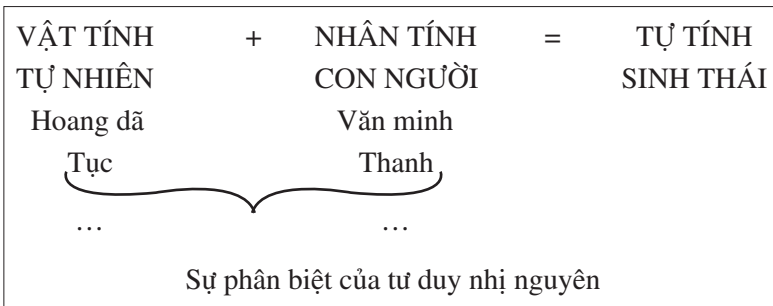 VẬT TÍNH + NHÂN TÍNH = TỰ TÍNH
TỰ NHIÊN CON NGƯỜI SINH THÁI
Hoang dã Văn minh
Tục Thanh
… …
Sự phân biệt của tư duy nhị nguyên